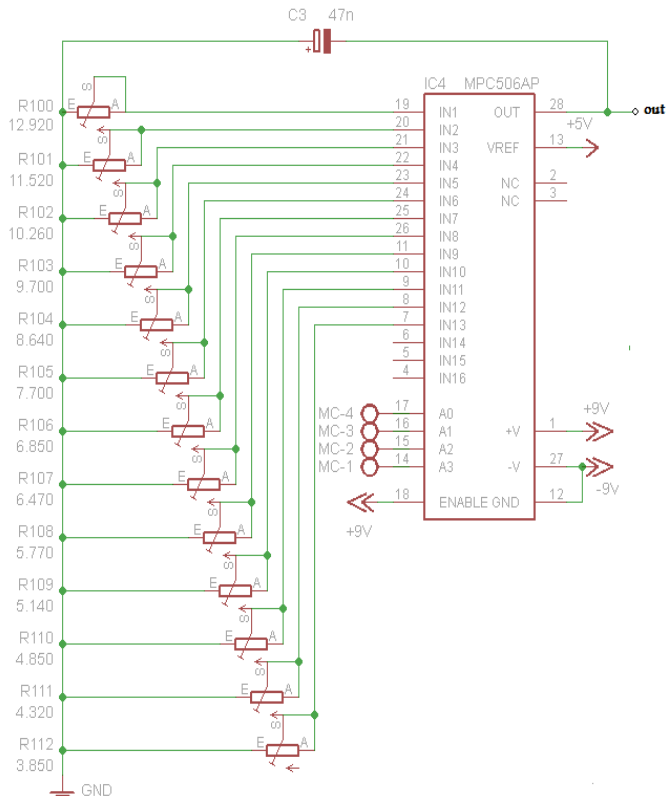 C3 47n
+
IC4 MPC506AP
R100
12.920
E S A
19 IN1 OUT 28
out
20 IN2
+5V
R101
11.520
E S A
21 IN3 VREF 13
22 IN4
23 IN5 NC 2
24 IN6 NC 3
R102
10.260
E S A
25 IN7
26 IN8
R103
9.700
E S A
11 IN9
10 IN10
9 IN11
R104
8.640
E S A
8 IN12
7 IN13
6 IN14
5 IN15
4 IN16
R105
7.700
E S A
MC-4 17 A0
+9V
MC-3 16 A1 +V 1
MC-2 15 A2
MC-1 14 A3 -V 27
-9V
18 ENABLE GND 12
+9V
R106
6.850
E S A
R107
6.470
E S A
R108
5.770
E S A
R109
5.140
E S A
R110
4.850
E S A
R111
4.320
E S A
R112
3.850
E S A
GND